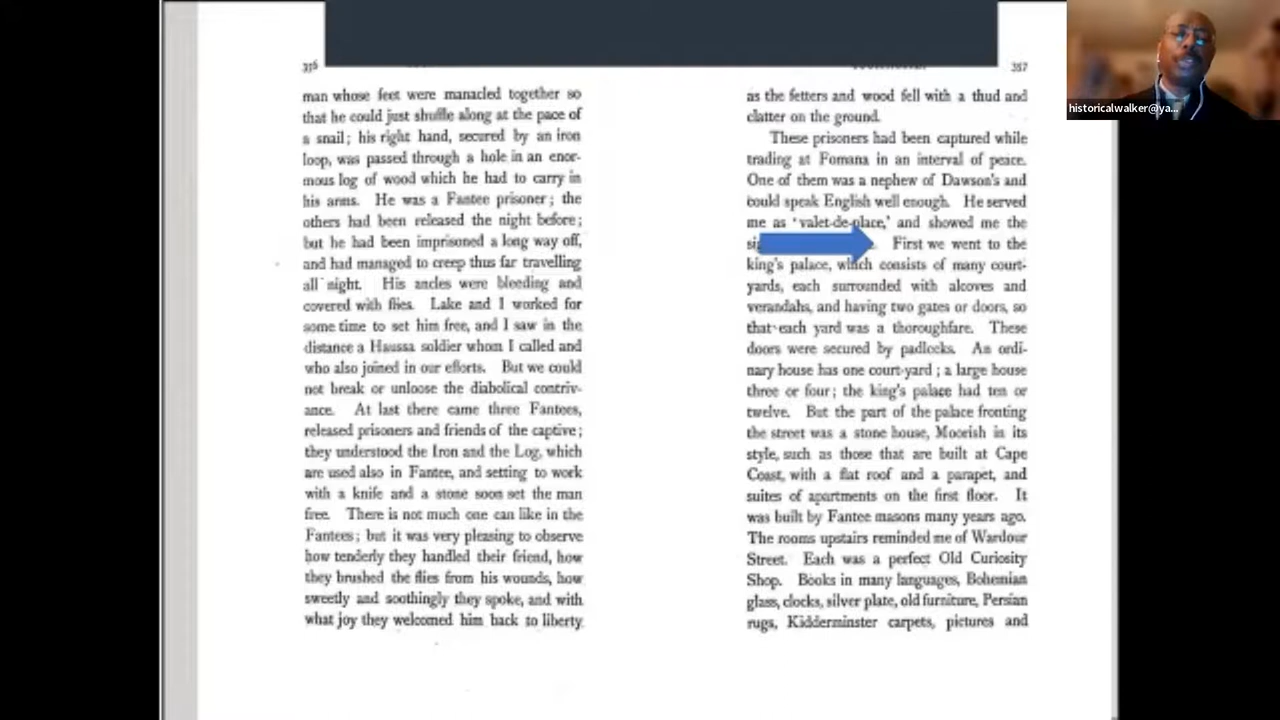 356
man whose feet were manacled together so
that he could just shuffle along at the pace of
a snail; his right hand, secured by an iron
loop, was passed through a hole in an enor-
mous log of wood which he had to carry in
his arms. He was a Fantee prisoner; the
others had been released the night before;
but he had been imprisoned a long way off,
and had managed to creep thus far travelling
all night. His ancles were bleeding and
covered with flies. Lake and I worked for
some time to set him free, and I saw in the
distance a Haussa soldier whom I called and
who also joined in our efforts. But we could
not break or unloose the diabolical contriv-
ance. At last there came three Fantees,
released prisoners and friends of the captive;
they understood the Iron and the Log, which
are used also in Fantee, and setting to work
with a knife and a stone soon set the man
free. There is not much one can like in the
Fantees; but it was very pleasing to observe
how tenderly they handled their friend, how
they brushed the flies from his wounds, how
sweetly and soothingly they spoke, and with
what joy they welcomed him back to liberty
357
as the fetters and wood fell with a thud and
clatter on the ground.
These prisoners had been captured while
trading at Fomana in an interval of peace.
One of them was a nephew of Dawson's and
could speak English well enough. He served
me as 'valet-de-place,' and showed me the
First we went to the
king's palace, which consists of many court-
yards, each surrounded with alcoves and
verandahs, and having two gates or doors, so
that each yard was a thoroughfare. These
doors were secured by padlocks. An ordi-
nary house has one court-yard; a large house
three or four; the king's palace had ten or
twelve. But the part of the palace fronting
the street was a stone house, Moorish in its
style, such as those that are built at Cape
Coast, with a flat roof and a parapet, and
suites of apartments on the first floor. It
was built by Fantee masons many years ago.
The rooms upstairs reminded me of Wardour
Street. Each was a perfect Old Curiosity
Shop. Books in many languages, Bohemian
glass, clocks, silver plate, old furniture, Persian
rugs, Kidderminster carpets, pictures and
historicalwalker@ya...